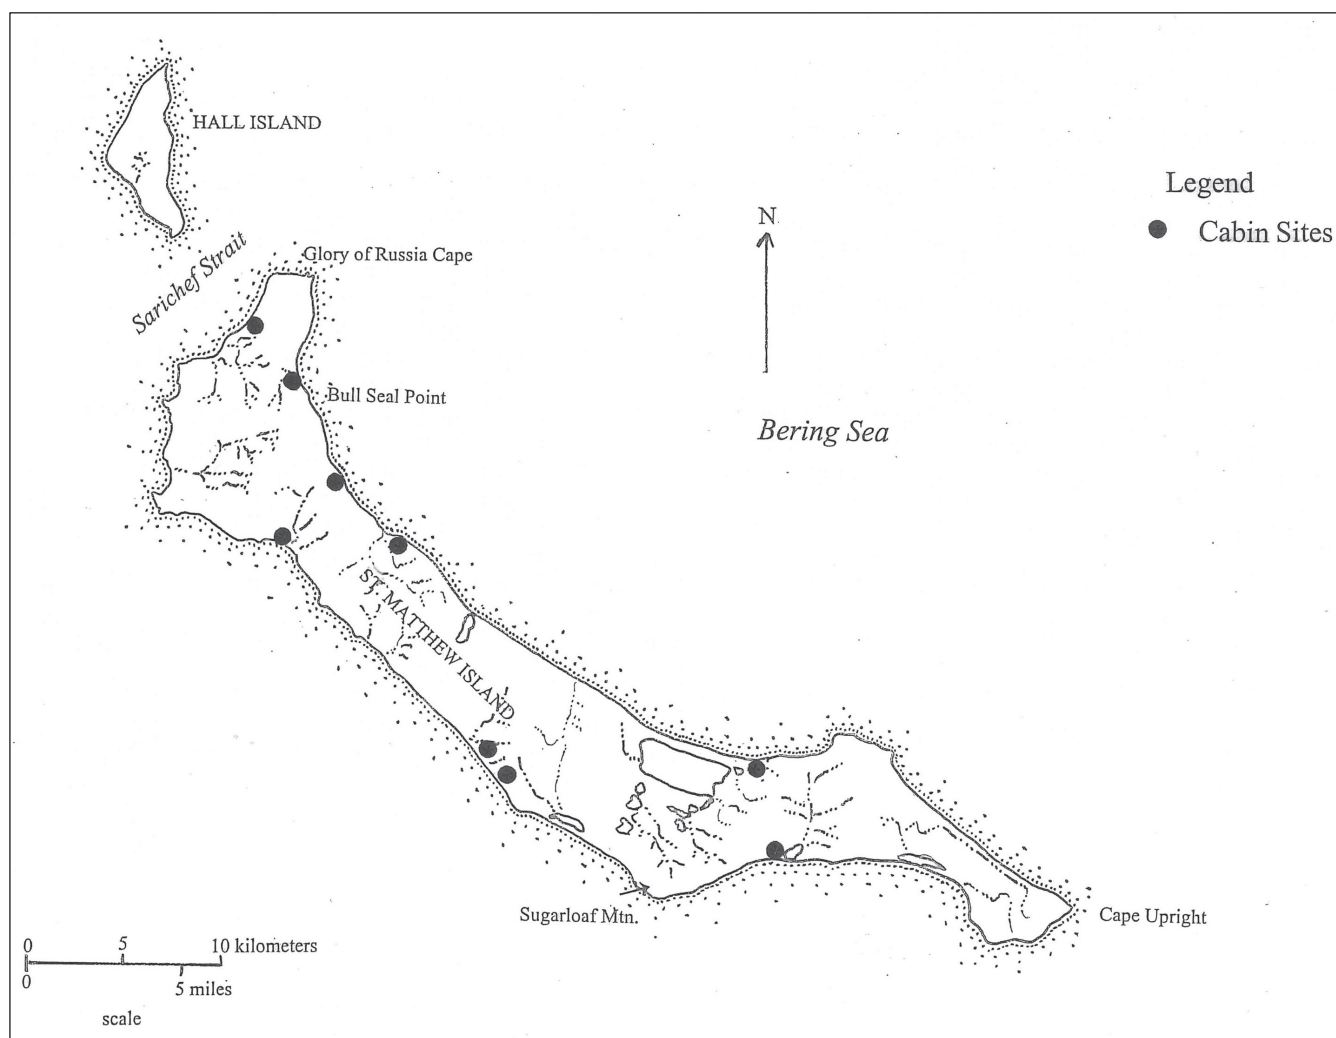 HALL ISLAND
Legend
Cabin Sites
N
Sarichef Strait
Glory of Russia Cape
Bull Seal Point
Bering Sea
ST. MATTHEW ISLAND
Sugarloaf Mtn.
Cape Upright
0 5 10 kilometers
0 5 miles
scale